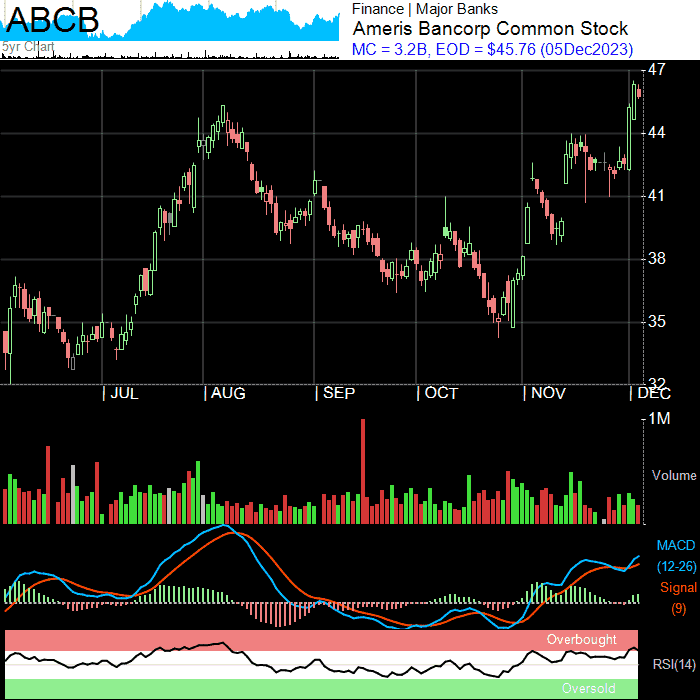 ABCB
5yr Chart
Finance | Major Banks
Ameris Bancorp Common Stock
MC = 3.2B, EOD = $45.76 (05Dec2023)
47
44
41
38
35
32
JUL AUG SEP OCT NOV DEC
1M
Volume
MACD
(12-26)
Signal
(9)
Overbought
RSI(14)
Oversold